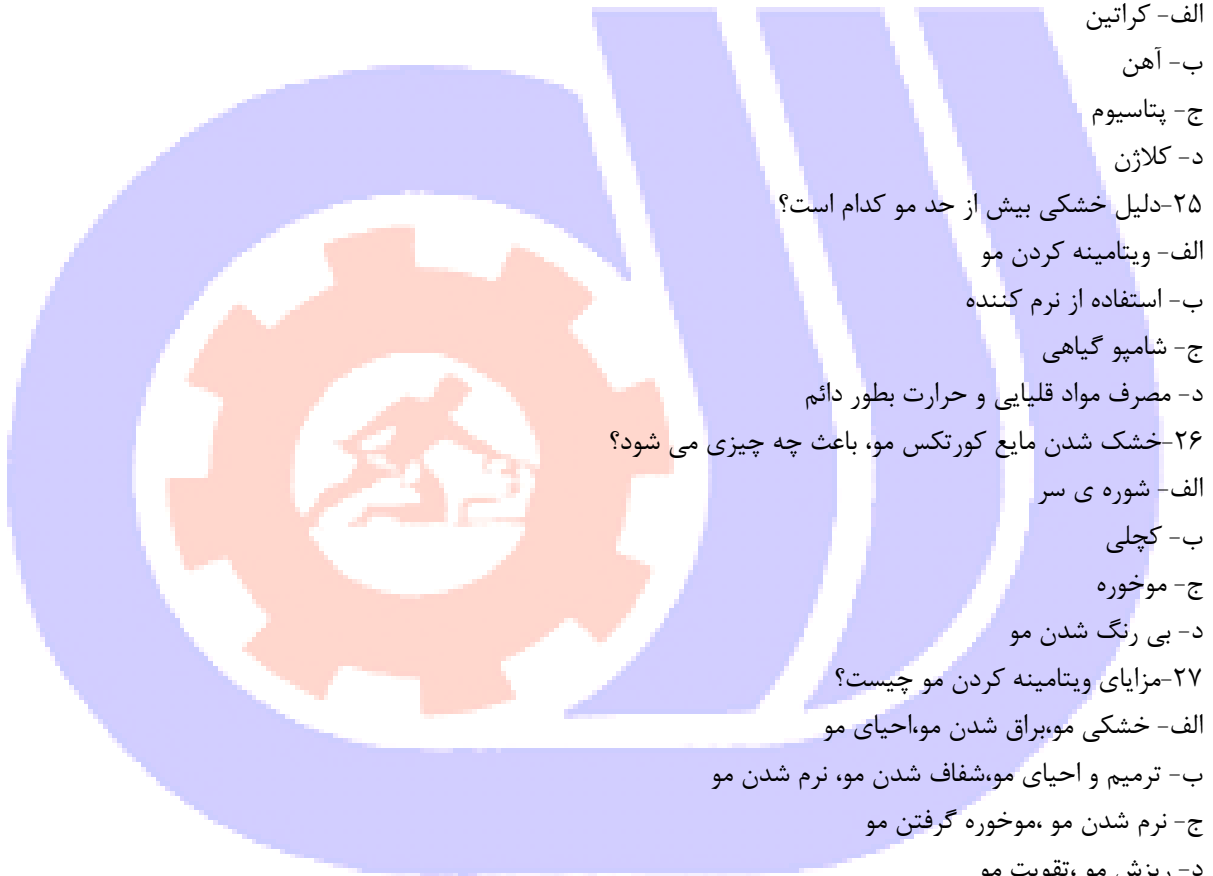 الف- کراتین
ب- آهن
ج- پتاسیوم
د- کلاژن
۲۵-دلیل خشکی بیش از حد مو کدام است؟
الف- ویتامینه کردن مو
ب- استفاده از نرم کننده
ج- شامپو گیاهی
د- مصرف مواد قلیایی و حرارت بطور دائم
۲۶-خشک شدن مایع کورتکس مو، باعث چه چیزی می شود؟
الف- شوره ی سر
ب- کچلی
ج- موخوره
د- بی رنگ شدن مو
۲۷-مزایای ویتامینه کردن مو چیست؟
الف- خشکی مو،براق شدن مو،احیای مو
ب- ترمیم و احیای مو،شفاف شدن مو، نرم شدن مو
ج- نرم شدن مو ،موخوره گرفتن مو
د- ریزش مو ،تقویت مو